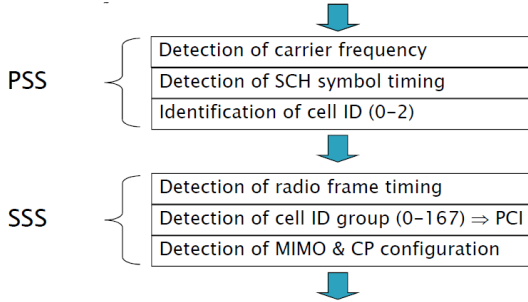 PSS
Detection of carrier frequency
Detection of SCH symbol timing
Identification of cell ID (0–2)
SSS
Detection of radio frame timing
Detection of cell ID group (0–167) ⇒ PCI
Detection of MIMO & CP configuration